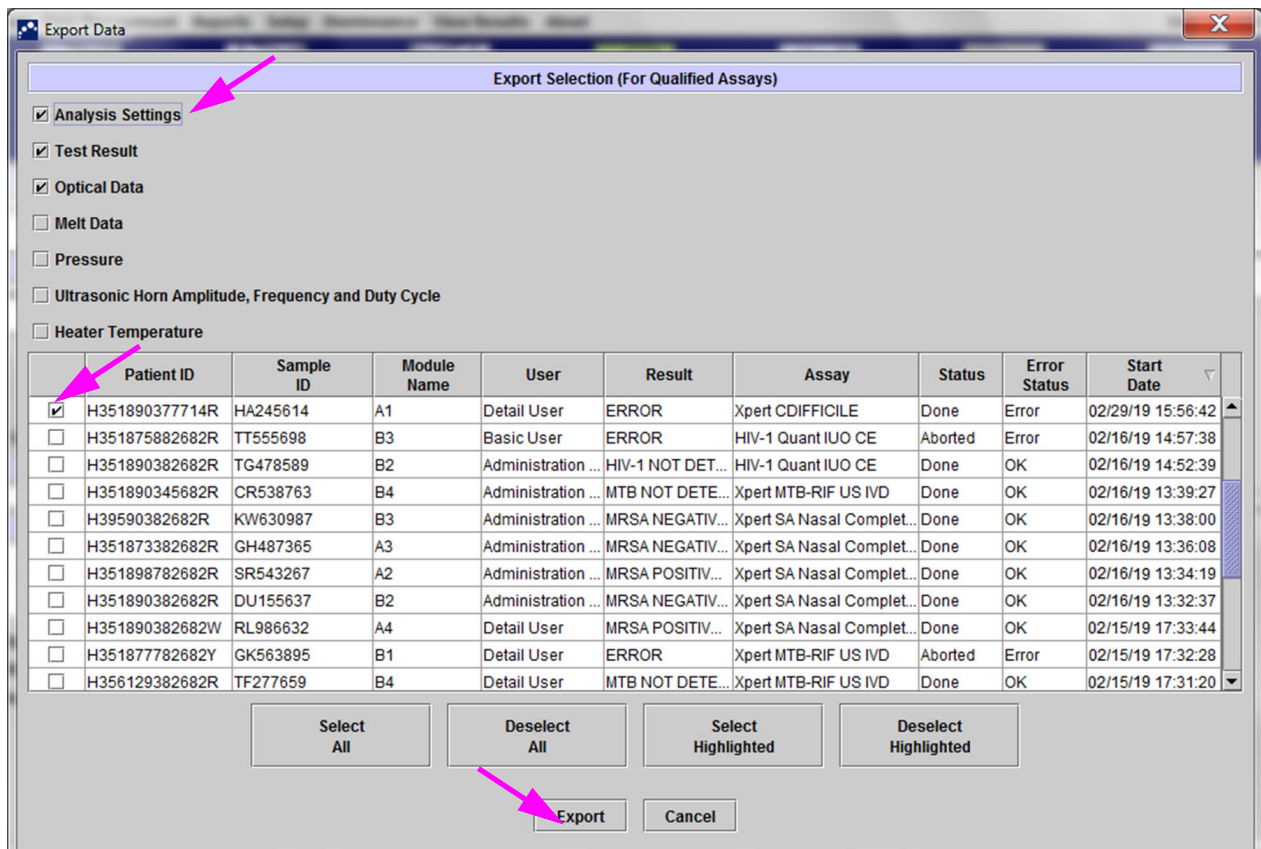 Reports Setup Maintenance View Results About
Export Data
Export Selection (For Qualified Assays)
Analysis Settings
Test Result
Optical Data
Melt Data
Pressure
Ultrasonic Horn Amplitude, Frequency and Duty Cycle
Heater Temperature
Patient ID Sample ID Module Name User Result Assay Status Error Status Start Date
H351890377714R HA245614 A1 Detail User ERROR Xpert CDIFFICILE Done Error 02/29/19 15:56:42
H351875882682R TT555698 B3 Basic User ERROR HIV-1 Quant IUO CE Aborted Error 02/16/19 14:57:38
H351890382682R TG478589 B2 Administration ... HIV-1 NOT DET... HIV-1 Quant IUO CE Done OK 02/16/19 14:52:39
H351890345682R CR538763 B4 Administration ... MTB NOT DETE... Xpert MTB-RIF US IVD Done OK 02/16/19 13:39:27
H39590382682R KW630987 B3 Administration ... MRSA NEGATIV... Xpert SA Nasal Complet... Done OK 02/16/19 13:38:00
H351873382682R GH487365 A3 Administration ... MRSA NEGATIV... Xpert SA Nasal Complet... Done OK 02/16/19 13:36:08
H351898782682R SR543267 A2 Administration ... MRSA POSITIV... Xpert SA Nasal Complet... Done OK 02/16/19 13:34:19
H351890382682R DU155637 B2 Administration ... MRSA NEGATIV... Xpert SA Nasal Complet... Done OK 02/16/19 13:32:37
H351890382682W RL986632 A4 Detail User MRSA POSITIV... Xpert SA Nasal Complet... Done OK 02/15/19 17:33:44
H351877782682Y GK563895 B1 Detail User ERROR Xpert MTB-RIF US IVD Aborted Error 02/15/19 17:32:28
H356129382682R TF277659 B4 Detail User MTB NOT DETE... Xpert MTB-RIF US IVD Done OK 02/15/19 17:31:20
Select All Deselect All Select Highlighted Deselect Highlighted
Export Cancel